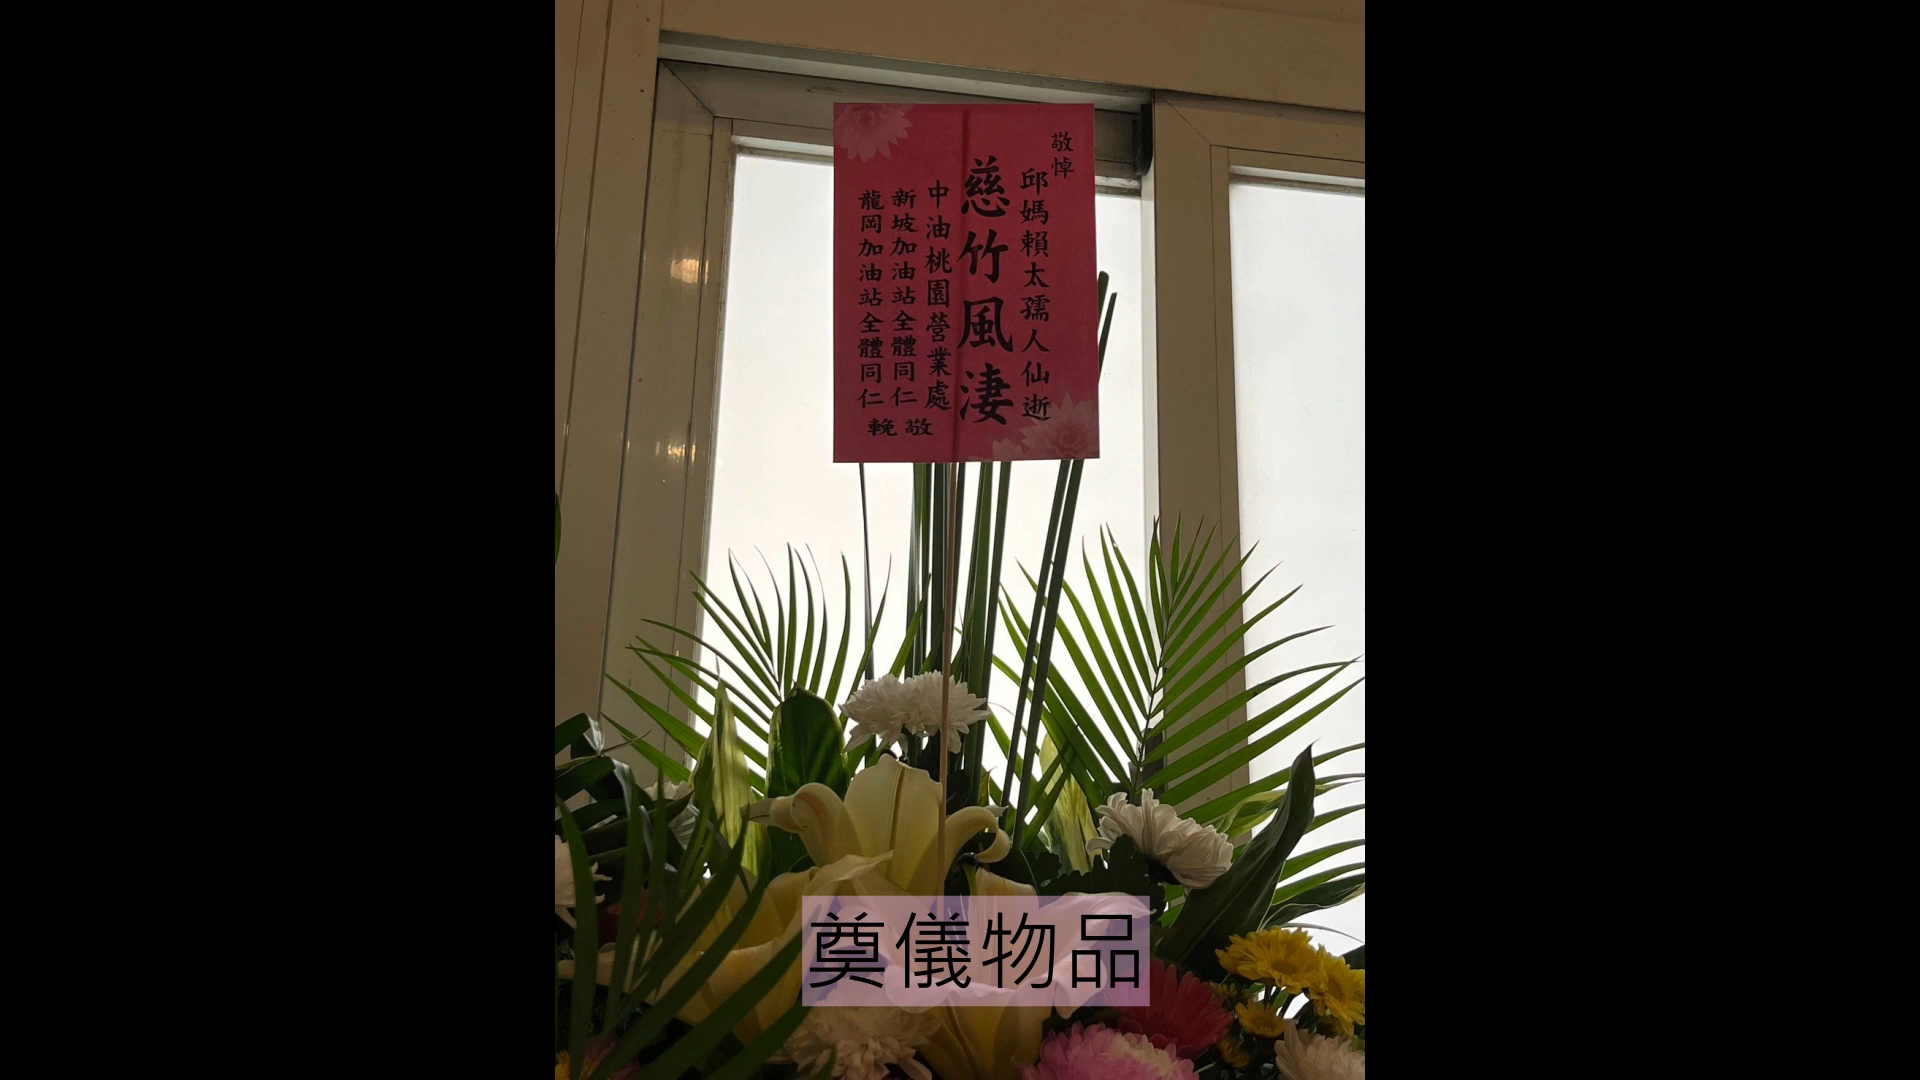 敬悼
邱媽賴太孺人仙逝
慈竹風淒
中油桃園營業處
新坡加油站全體同仁
龍岡加油站全體同仁
敬輓
奠儀物品